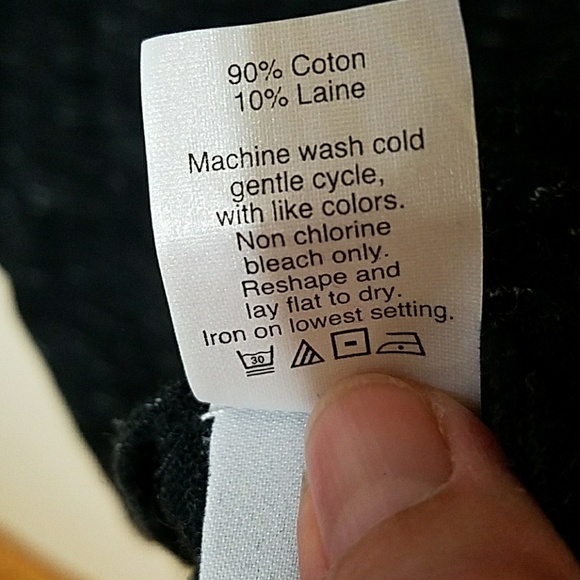 90% Coton
10% Laine
Machine wash cold
gentle cycle,
with like colors.
Non chlorine
bleach only.
Reshape and
lay flat to dry.
Iron on lowest setting.
30